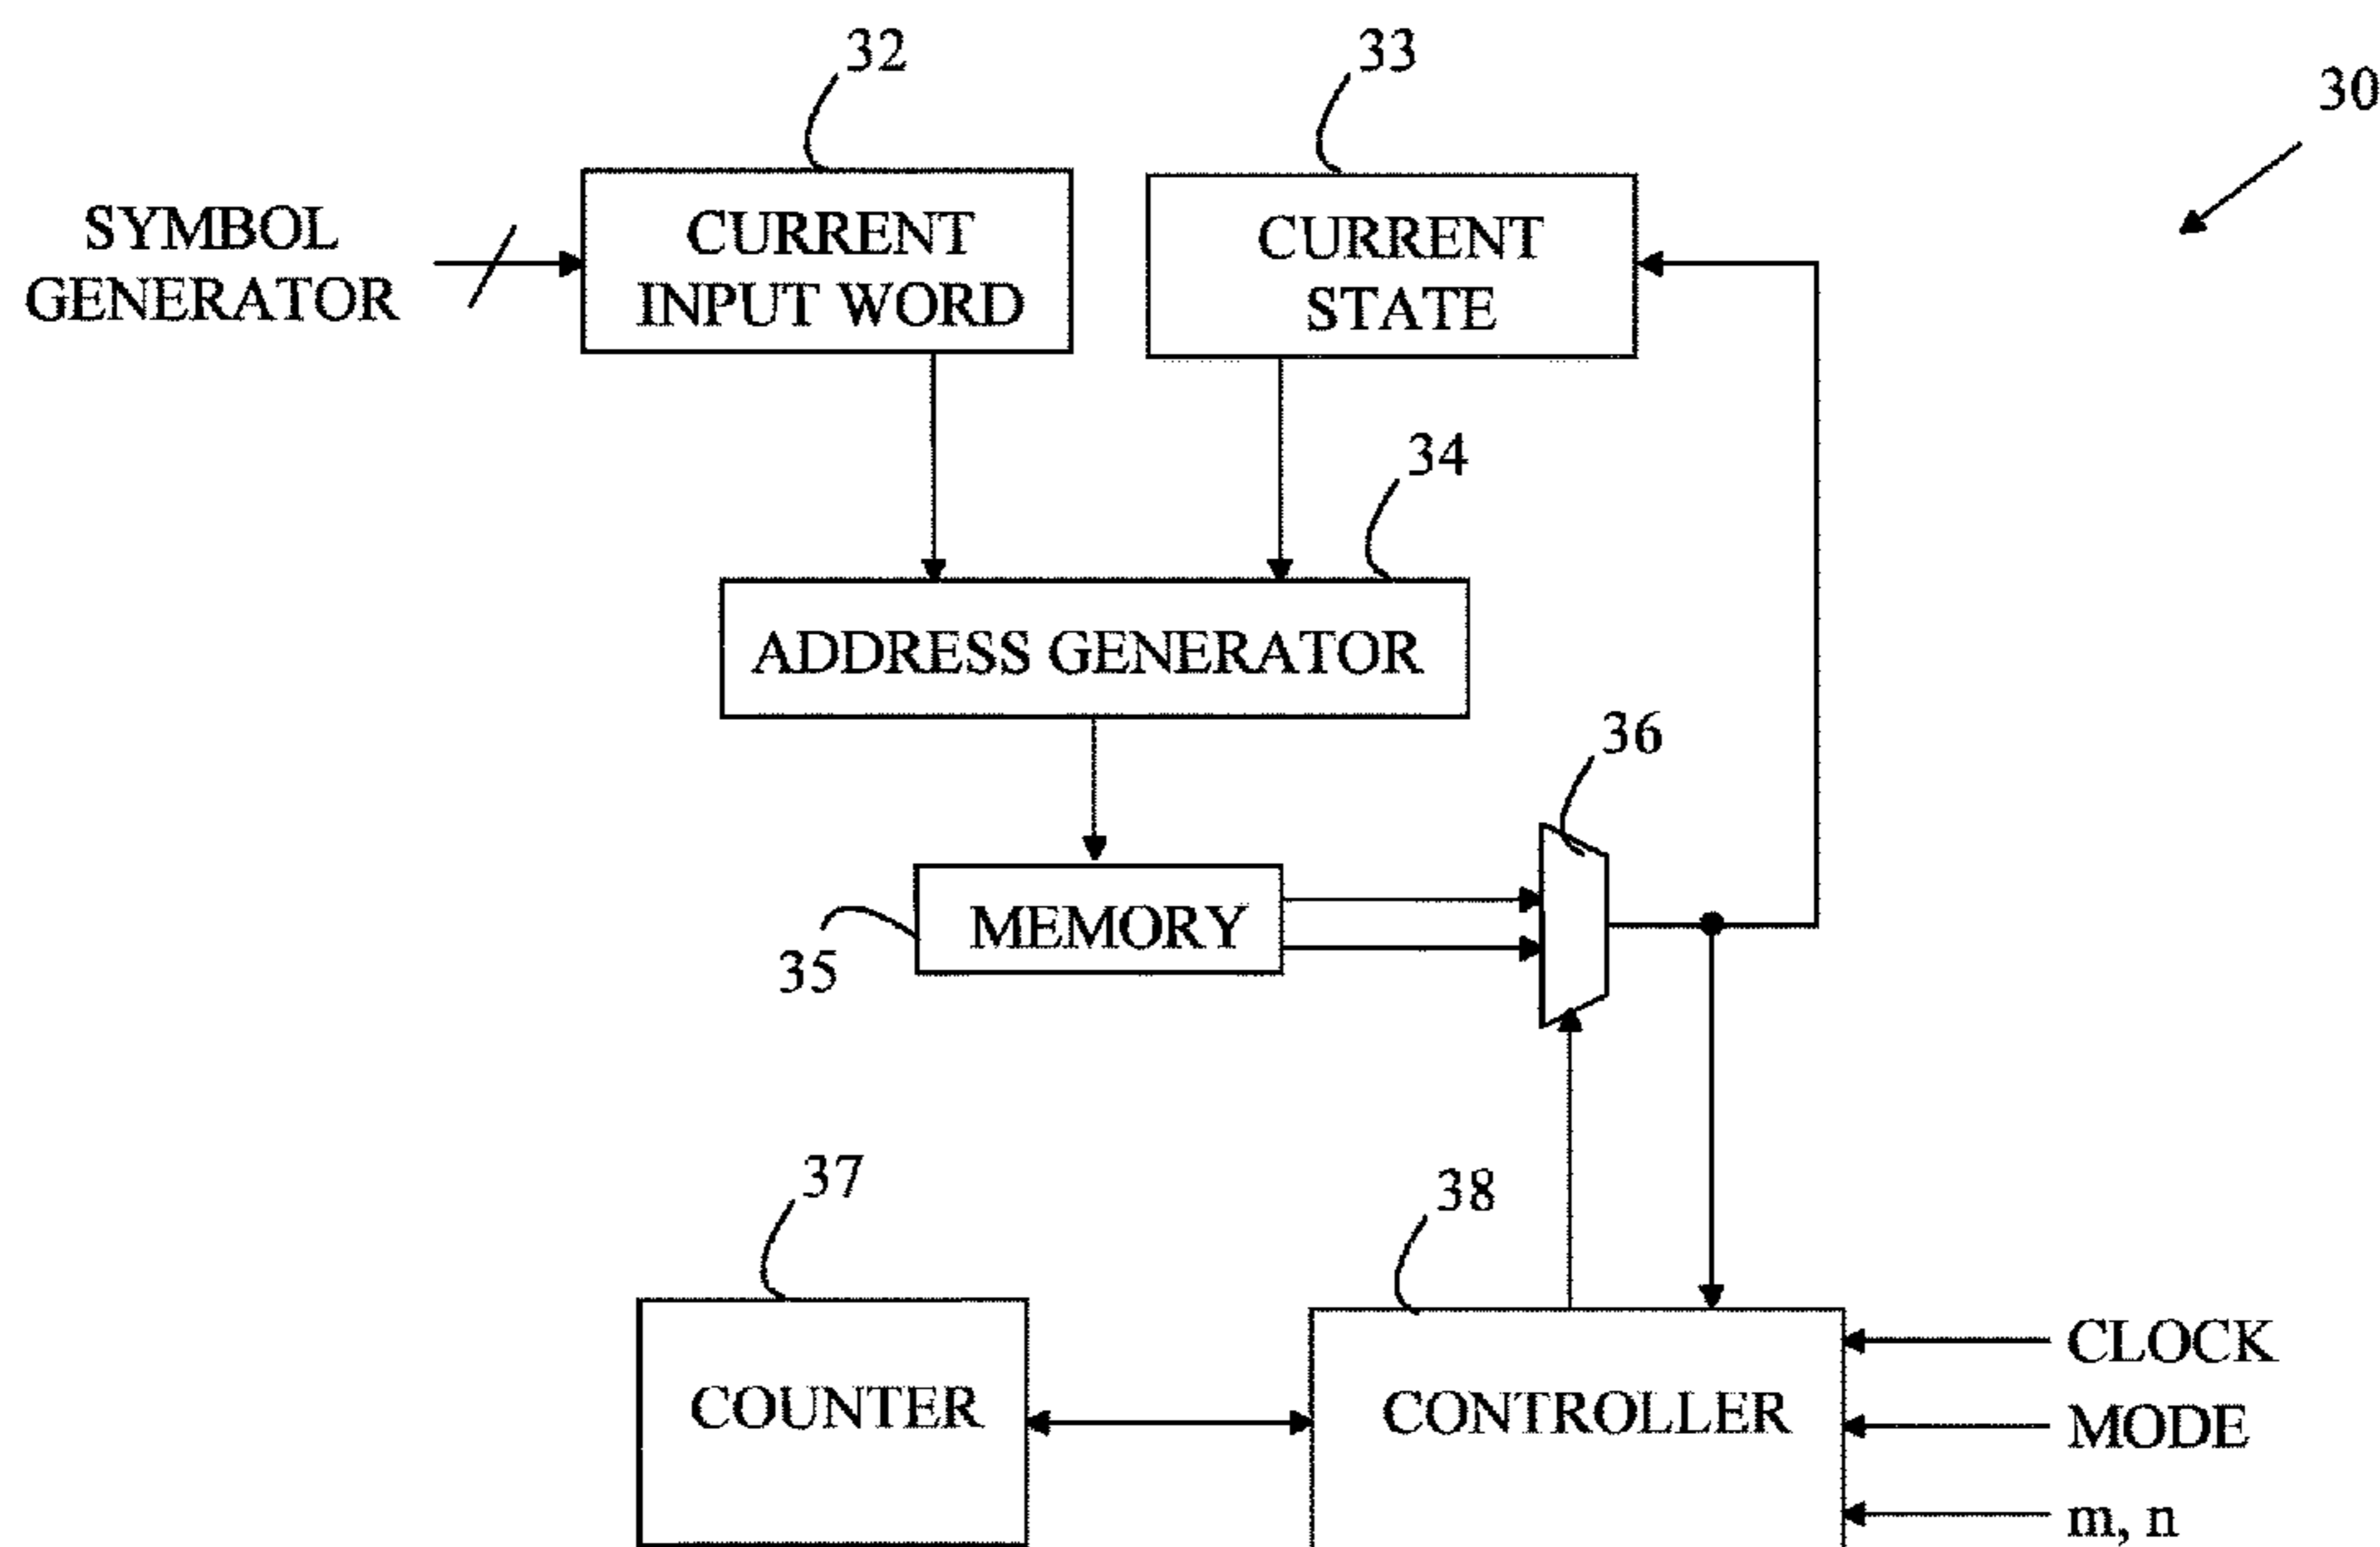 32
33
30
SYMBOL
GENERATOR
CURRENT
INPUT WORD
CURRENT
STATE
34
ADDRESS GENERATOR
36
MEMORY
35
37
38
COUNTER
CONTROLLER
CLOCK
MODE
m, n